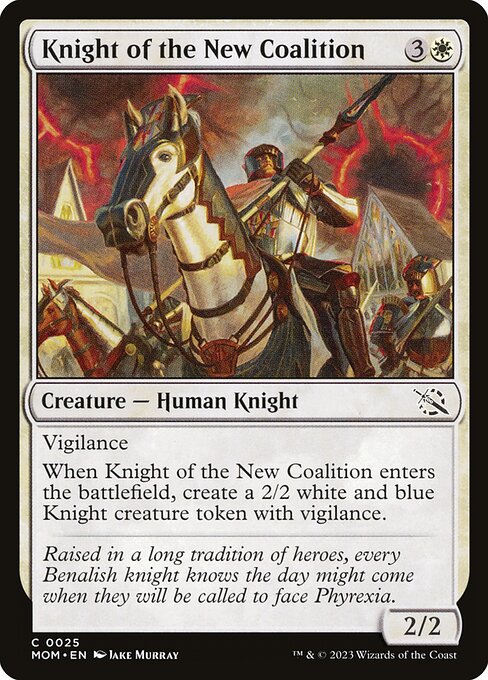 Knight of the New Coalition 3
Creature — Human Knight
Vigilance
When Knight of the New Coalition enters
the battlefield, create a 2/2 white and blue
Knight creature token with vigilance.
Raised in a long tradition of heroes, every
Benalish knight knows the day might come
when they will be called to face Phyrexia.
2/2
C 0025
MOM • EN Jake Murray
™ & © 2023 Wizards of the Coast